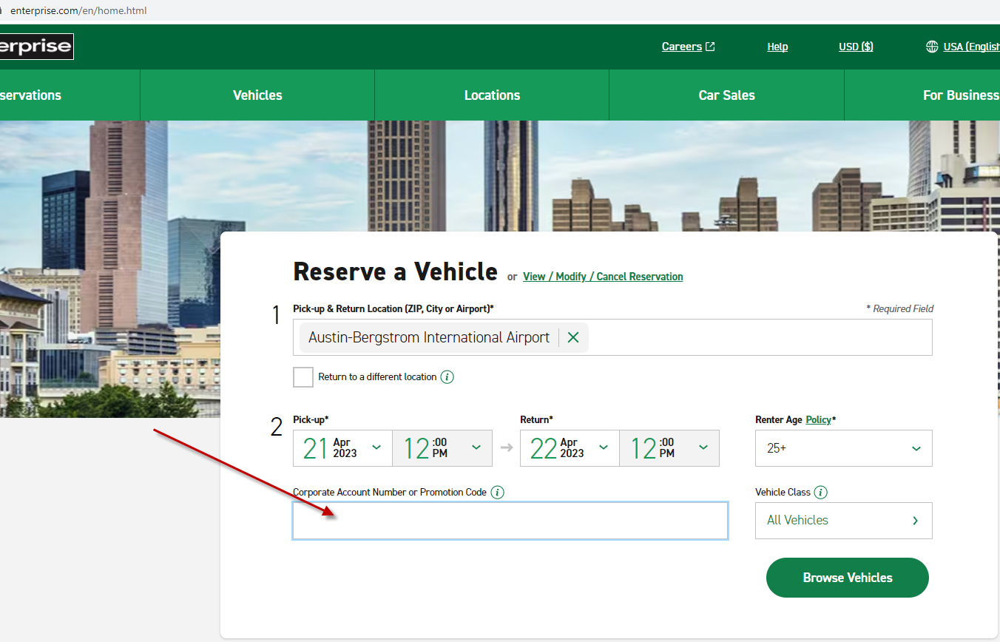 enterprise.com/en/home.html
erprise
Careers
Help
USD ($)
USA (English
servations
Vehicles
Locations
Car Sales
For Business
Reserve a Vehicle or View / Modify / Cancel Reservation
1
Pick-up & Return Location (ZIP, City or Airport)*
* Required Field
Austin-Bergstrom International Airport
Return to a different location
2
Pick-up*
Return*
Renter Age Policy*
21 Apr 2023
12 :00 PM
22 Apr 2023
12 :00 PM
25+
Corporate Account Number or Promotion Code
Vehicle Class
All Vehicles
Browse Vehicles